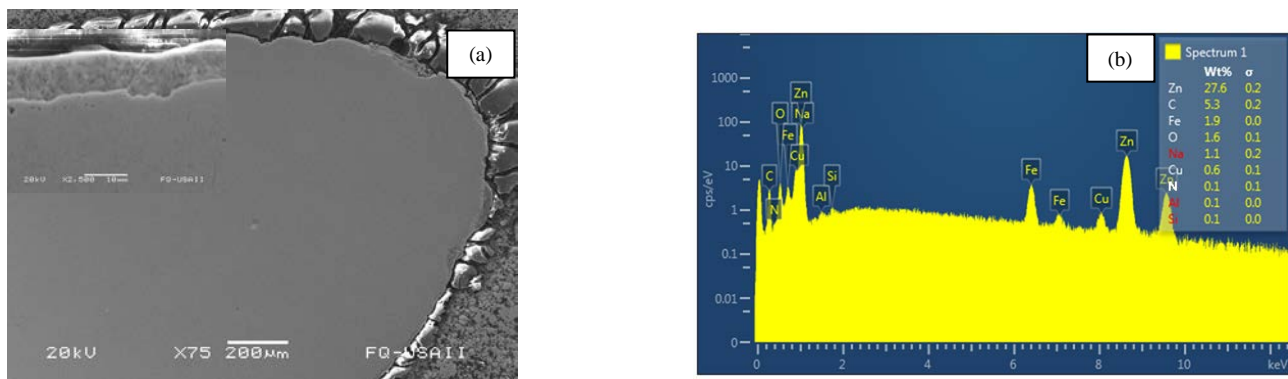 (a)
20kV X2,500 10mm FQ-USAII
20kV X75 200µm FQ-USAII
(b)
Spectrum 1
Wt% σ
Zn 27.6 0.2
C 5.3 0.2
Fe 1.9 0.0
O 1.6 0.1
Na 1.1 0.2
Cu 0.6 0.1
N 0.1 0.1
Al 0.1 0.0
Si 0.1 0.0
cps/eV
1000
100
10
1
0.1
0.01
0
Zn
O Na
Fe
Cu
C
N
Al Si
Fe
Fe
Cu
Zn
Zn
0 2 4 6 8 10 keV